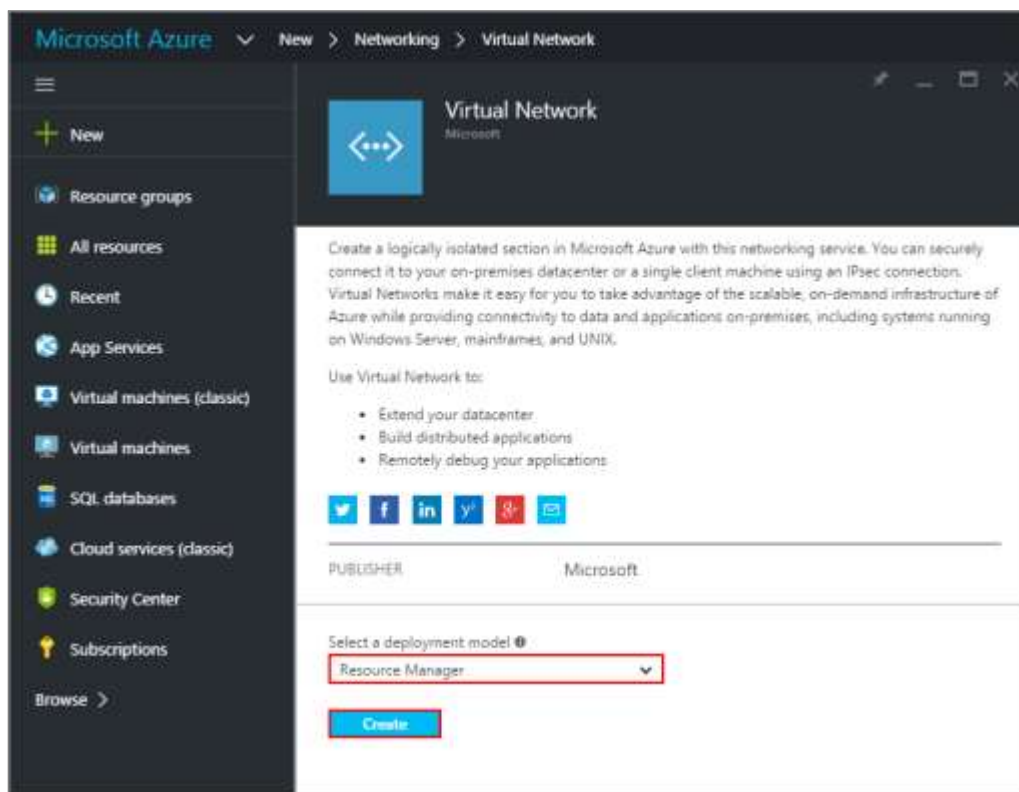 Microsoft Azure New > Networking > Virtual Network
New
Resource groups
All resources
Recent
App Services
Virtual machines (classic)
Virtual machines
SQL databases
Cloud services (classic)
Security Center
Subscriptions
Browse >
Virtual Network
Microsoft
Create a logically isolated section in Microsoft Azure with this networking service. You can securely
connect it to your on-premises datacenter or a single client machine using an IPsec connection.
Virtual Networks make it easy for you to take advantage of the scalable, on-demand infrastructure of
Azure while providing connectivity to data and applications on-premises, including systems running
on Windows Server, mainframes, and UNIX.
Use Virtual Network to:
• Extend your datacenter
• Build distributed applications
• Remotely debug your applications
PUBLISHER Microsoft
Select a deployment model
Resource Manager
Create